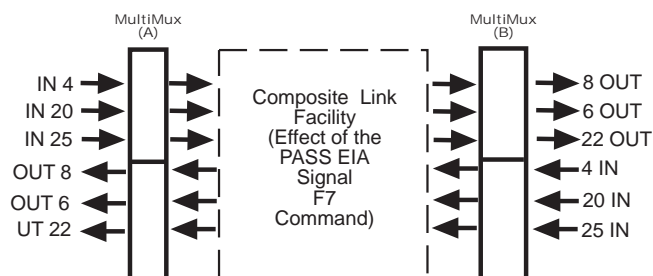 MultiMux
(A)
MultiMux
(B)
IN 4
IN 20
IN 25
OUT 8
OUT 6
UT 22
Composite Link
Facility
(Effect of the
PASS EIA
Signal
F7
Command)
8 OUT
6 OUT
22 OUT
4 IN
20 IN
25 IN